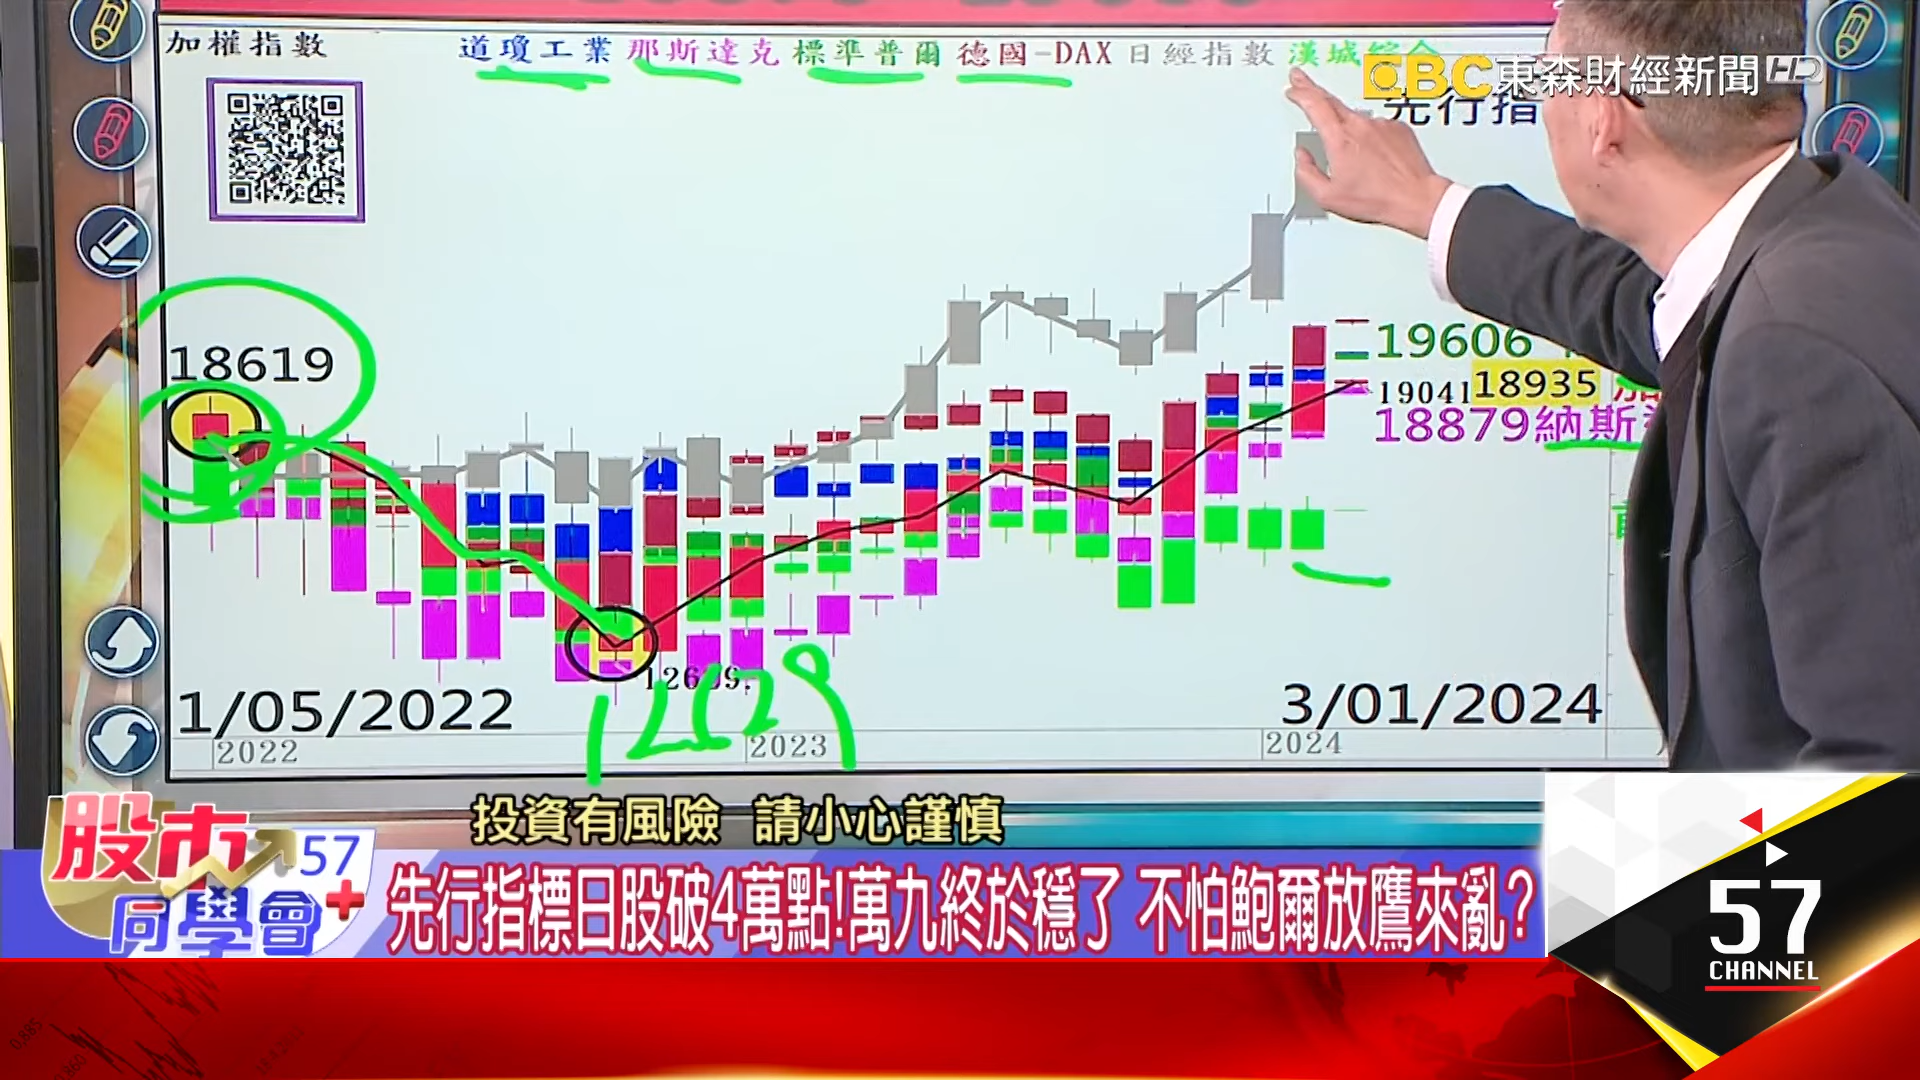 加權指數
道瓊工業 那斯達克 標準普爾 德國-DAX 日經指數 漢城綜合
EBC 東森財經新聞 HD
先行指
18619
19606
19041 18935
18879納斯
12629
1/05/2022
3/01/2024
2022 2023 2024
投資有風險 請小心謹慎
股市 57
同學會+
先行指標日股破4萬點!萬九終於穩了 不怕鮑爾放鷹來亂?
57
CHANNEL